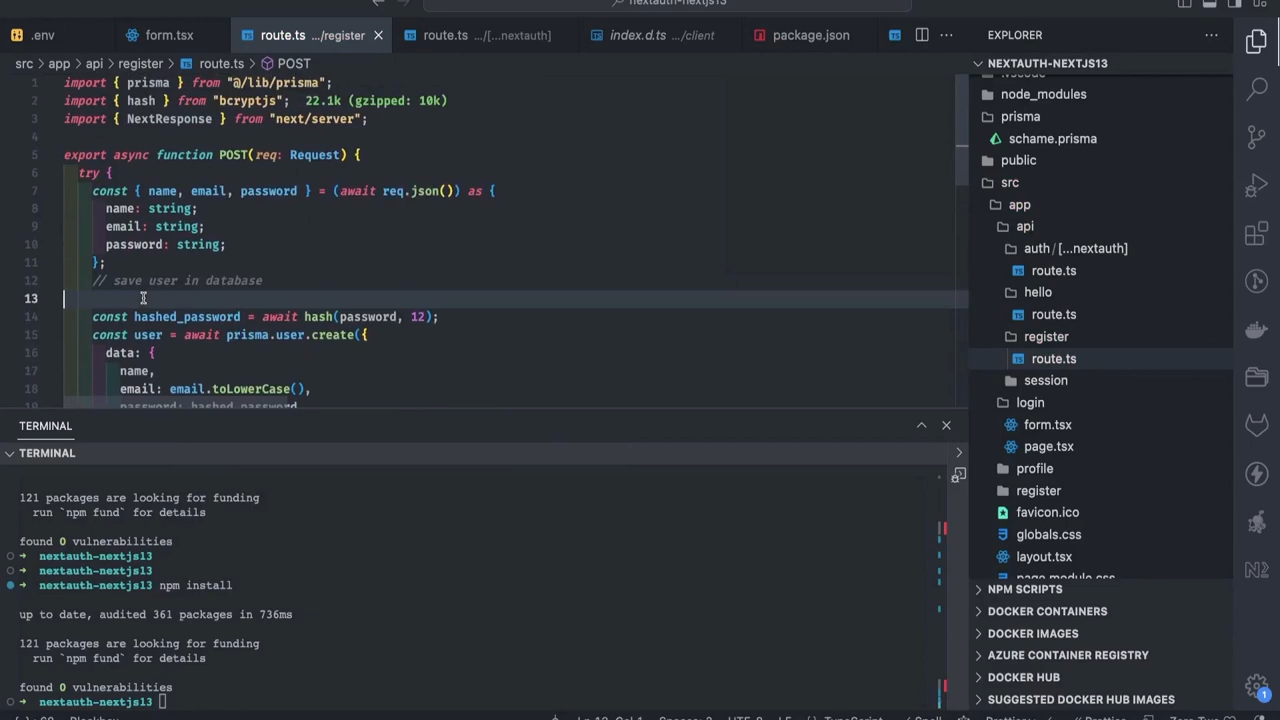 nextauth-nextjs13
.env
form.tsx
route.ts .../register
route.ts .../[...nextauth]
index.d.ts .../client
package.json
src > app > api > register > route.ts > POST
1 import { prisma } from "@/lib/prisma";
2 import { hash } from "bcryptjs"; 22.1k (gzipped: 10k)
3 import { NextResponse } from "next/server";
4
5 export async function POST(req: Request) {
6 try {
7 const { name, email, password } = (await req.json()) as {
8 name: string;
9 email: string;
10 password: string;
11 };
12 // save user in database
13
14 const hashed_password = await hash(password, 12);
15 const user = await prisma.user.create({
16 data: {
17 name,
18 email: email.toLowerCase(),
19 password: hashed_password,
TERMINAL
TERMINAL
121 packages are looking for funding
run `npm fund` for details
found 0 vulnerabilities
➜ nextauth-nextjs13
➜ nextauth-nextjs13
➜ nextauth-nextjs13 npm install
up to date, audited 361 packages in 736ms
121 packages are looking for funding
run `npm fund` for details
found 0 vulnerabilities
➜ nextauth-nextjs13
EXPLORER
NEXTAUTH-NEXTJS13
.vscode
node_modules
prisma
schame.prisma
public
src
app
api
auth/[...nextauth]
route.ts
hello
route.ts
register
route.ts
session
login
form.tsx
page.tsx
profile
register
favicon.ico
globals.css
layout.tsx
page.module.css
NPM SCRIPTS
DOCKER CONTAINERS
DOCKER IMAGES
AZURE CONTAINER REGISTRY
DOCKER HUB
SUGGESTED DOCKER HUB IMAGES
1